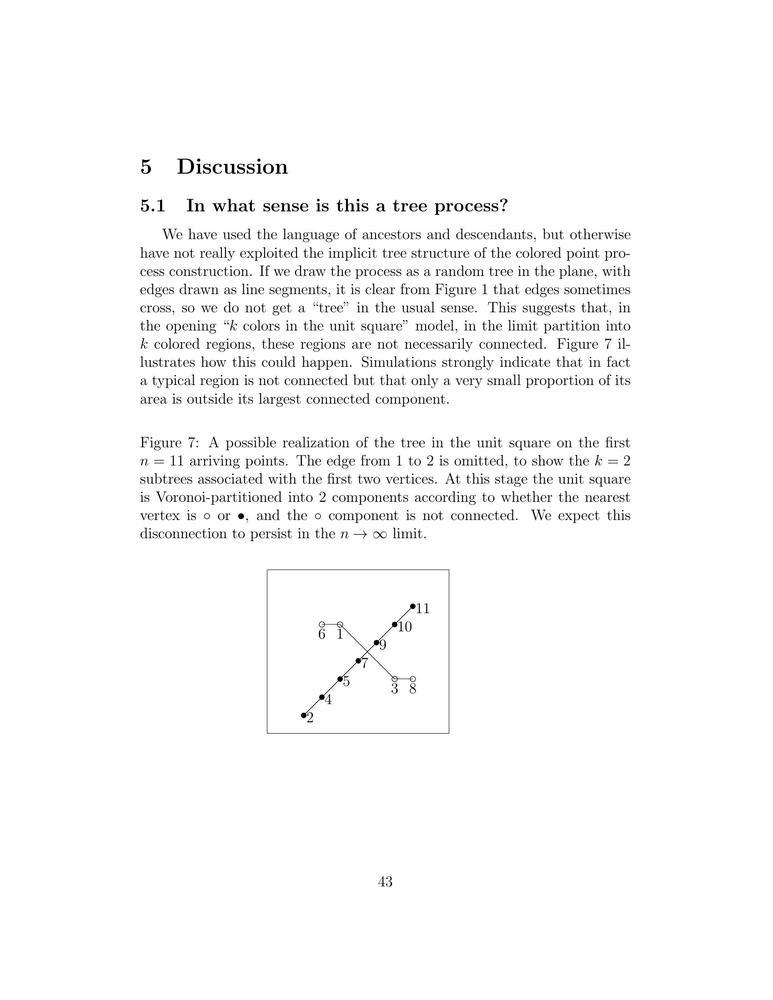 5 Discussion
5.1 In what sense is this a tree process?
We have used the language of ancestors and descendants, but otherwise
have not really exploited the implicit tree structure of the colored point pro-
cess construction. If we draw the process as a random tree in the plane, with
edges drawn as line segments, it is clear from Figure 1 that edges sometimes
cross, so we do not get a “tree” in the usual sense. This suggests that, in
the opening “k colors in the unit square” model, in the limit partition into
k colored regions, these regions are not necessarily connected. Figure 7 il-
lustrates how this could happen. Simulations strongly indicate that in fact
a typical region is not connected but that only a very small proportion of its
area is outside its largest connected component.
Figure 7: A possible realization of the tree in the unit square on the first
n = 11 arriving points. The edge from 1 to 2 is omitted, to show the k = 2
subtrees associated with the first two vertices. At this stage the unit square
is Voronoi-partitioned into 2 components according to whether the nearest
vertex is ∘ or •, and the ∘ component is not connected. We expect this
disconnection to persist in the n → ∞ limit.
11
10
6 1
9
7
5
3 8
4
2
43